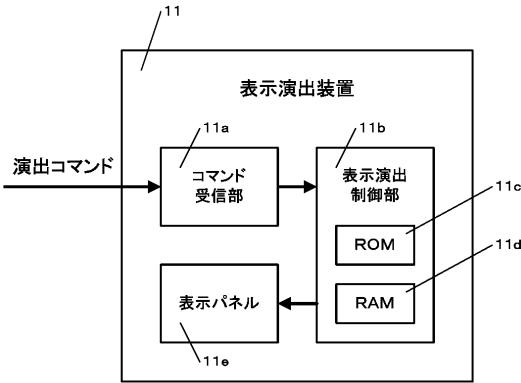 11
表示演出装置
11a
11b
演出コマンド
コマンド
受信部
表示演出
制御部
11c
ROM
11d
RAM
表示パネル
11e